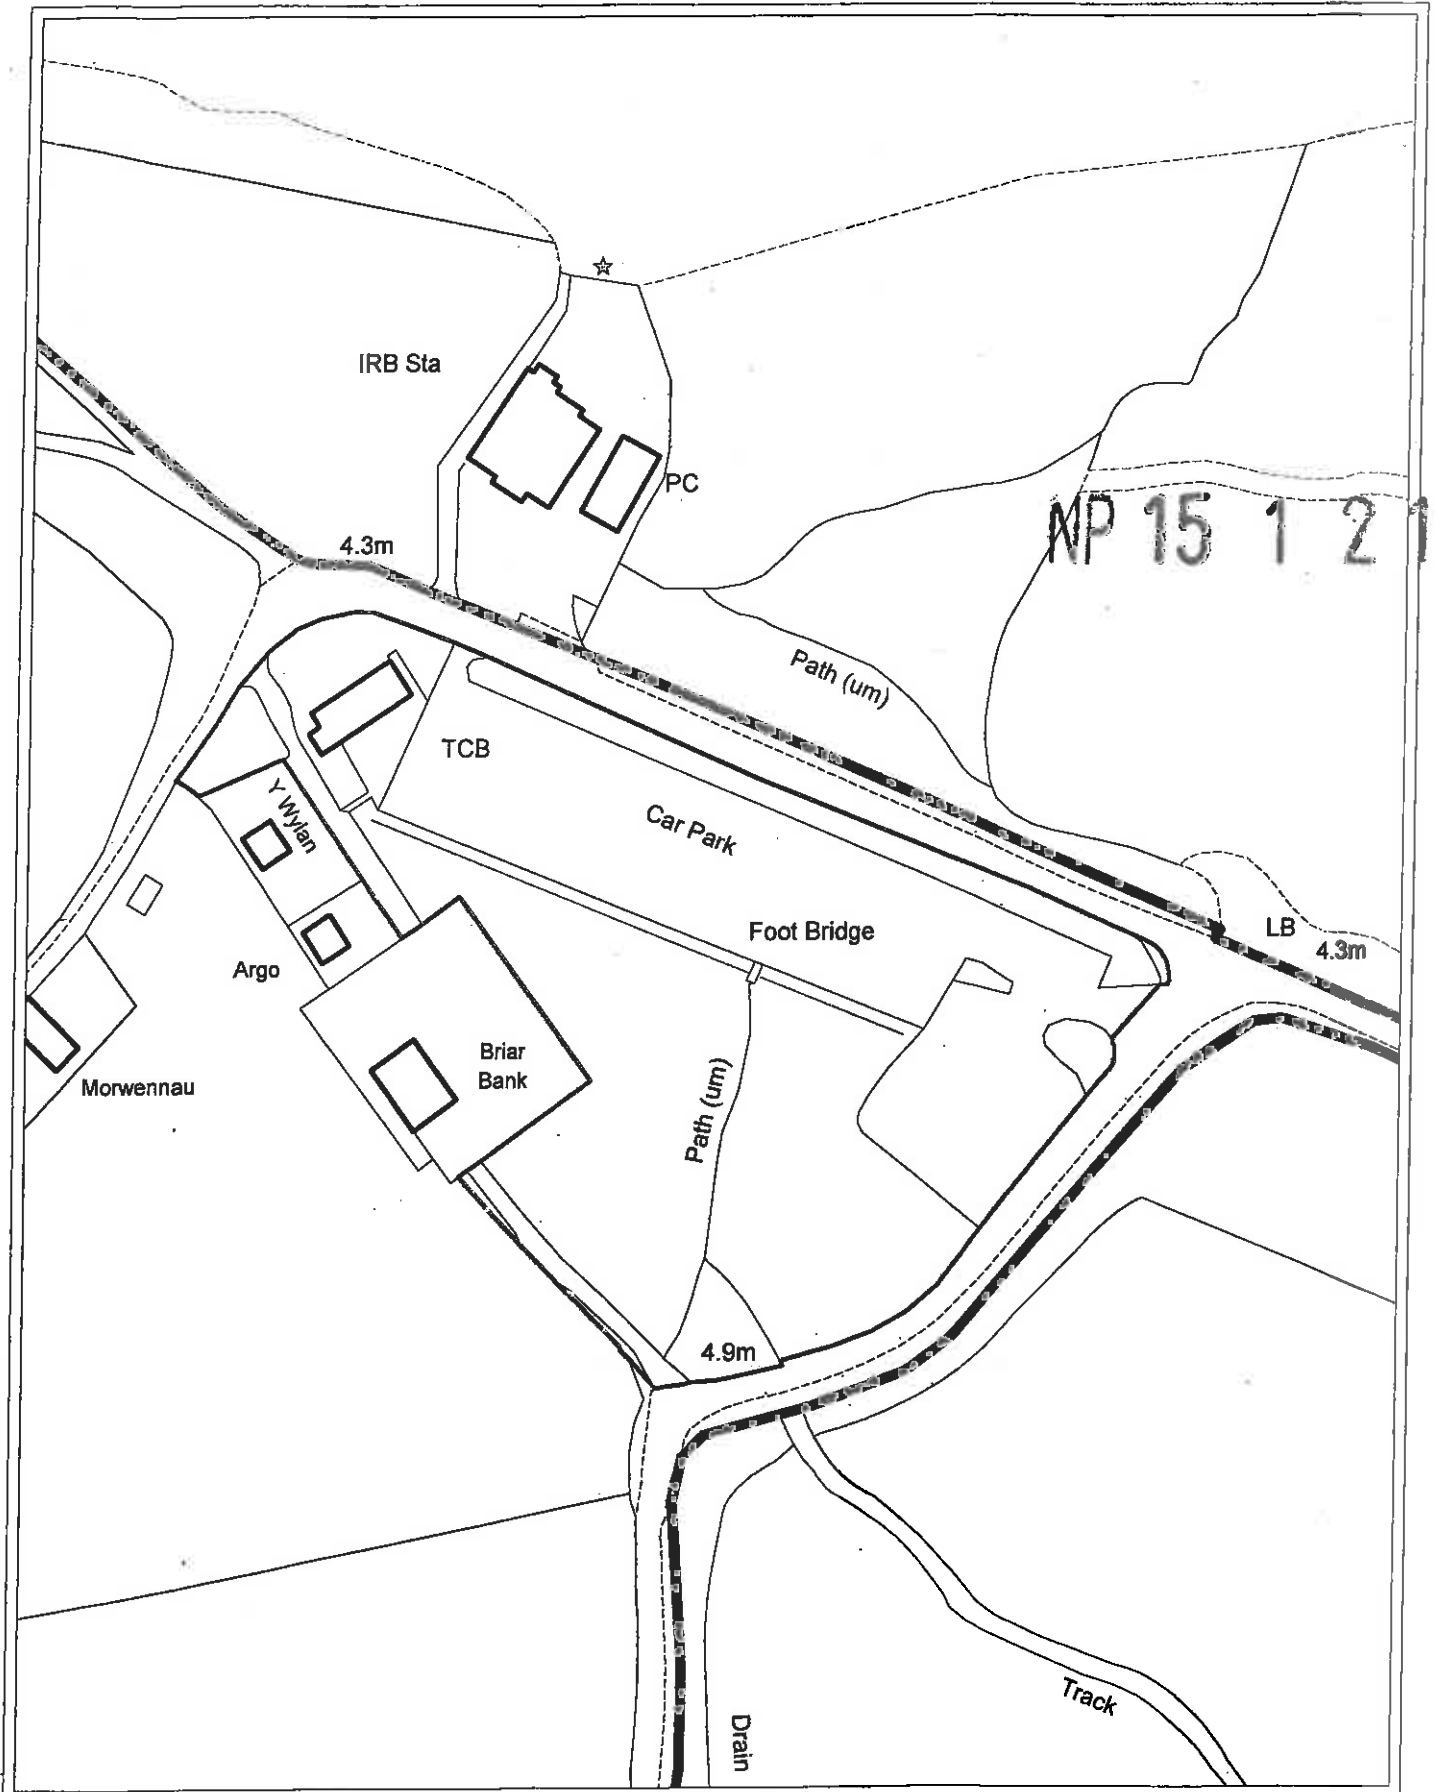 IRB Sta
PC
NP 15 1 2 1
4.3m
Path (um)
TCB
Y Wylan
Car Park
Foot Bridge
LB
4.3m
Argo
Briar
Bank
Morwennau
Path (um)
4.9m
Track
Drain